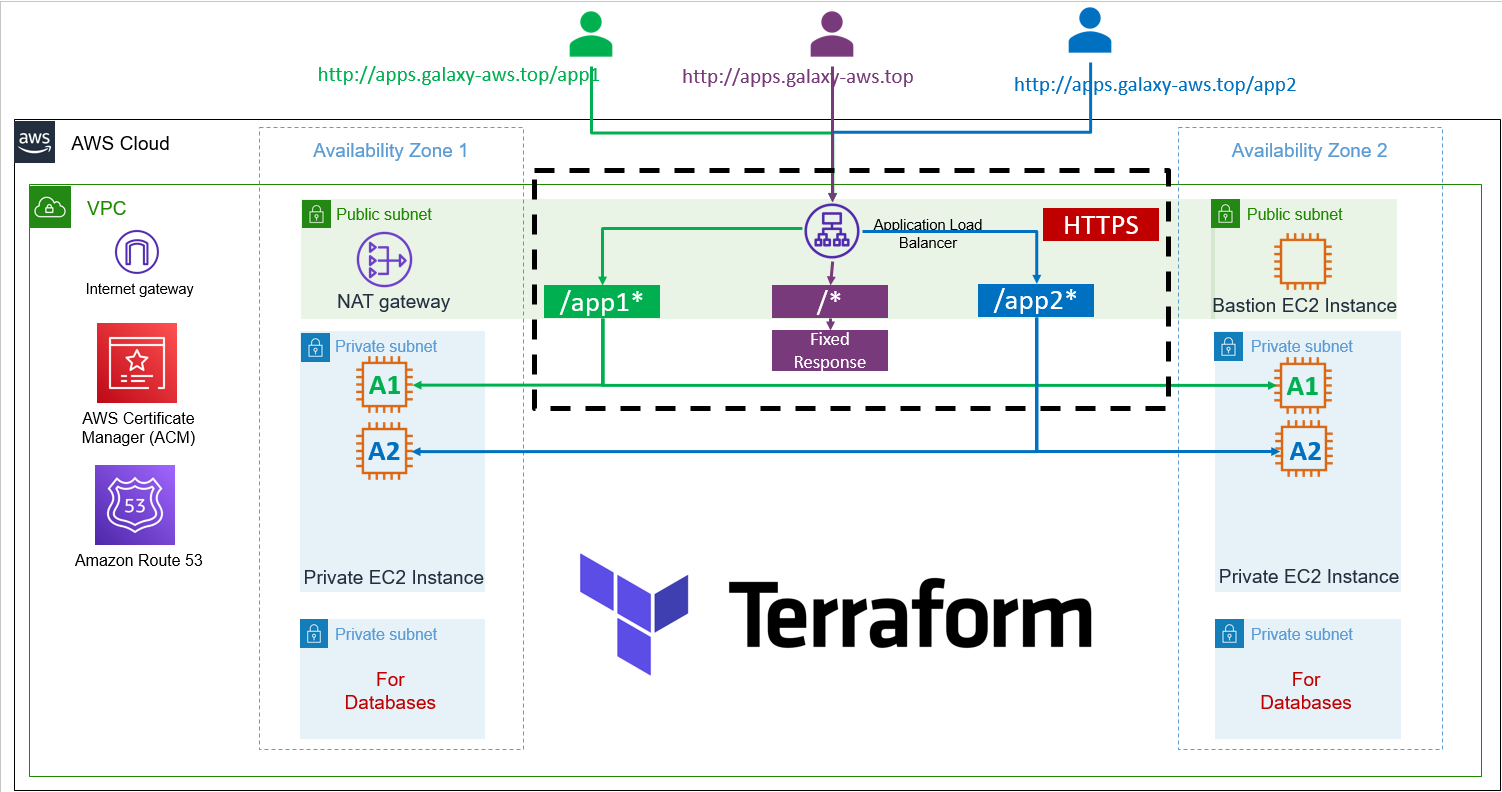 http://apps.galaxy-aws.top/app1
http://apps.galaxy-aws.top
http://apps.galaxy-aws.top/app2
aws
AWS Cloud
Availability Zone 1
Availability Zone 2
VPC
Public subnet
Application Load
Balancer
HTTPS
Public subnet
Internet gateway
NAT gateway
/app1*
/*
/app2*
Bastion EC2 Instance
Private subnet
Fixed
Response
Private subnet
A1
A1
AWS Certificate
Manager (ACM)
A2
A2
53
Amazon Route 53
Private EC2 Instance
Private EC2 Instance
Terraform
Private subnet
Private subnet
For
Databases
For
Databases